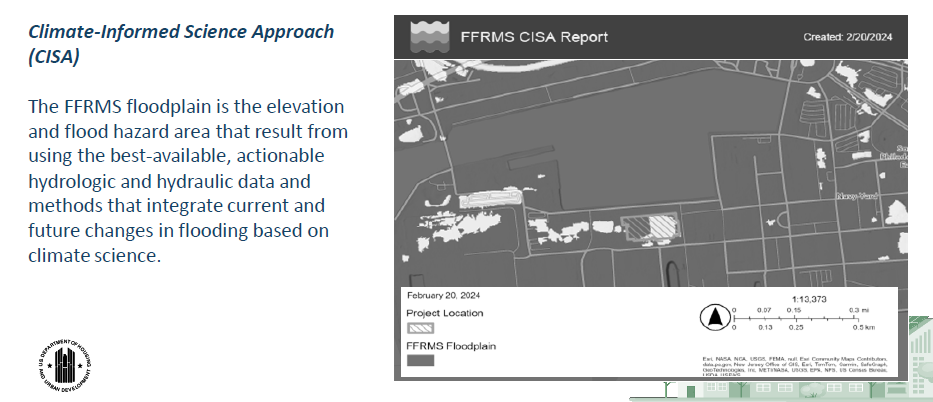 Climate-Informed Science Approach
(CISA)
The FFRMS floodplain is the elevation
and flood hazard area that result from
using the best-available, actionable
hydrologic and hydraulic data and
methods that integrate current and
future changes in flooding based on
climate science.
US DEPARTMENT OF HOUSING
AND URBAN DEVELOPMENT
FFRMS CISA Report
Created: 2/20/2024
Navy Yard
February 20, 2024
Project Location
FFRMS Floodplain
1:13,373
0 0.07 0.15 0.3 mi
0 0.13 0.25 0.5 km
Esri, NASA, NGA, USGS, FEMA, null, Esri Community Maps Contributors,
data.pa.gov, New Jersey Office of GIS, Esri, TomTom, Garmin, SafeGraph,
GeoTechnologies, Inc, METI/NASA, USGS, EPA, NPS, US Census Bureau,
USDA, USFWS